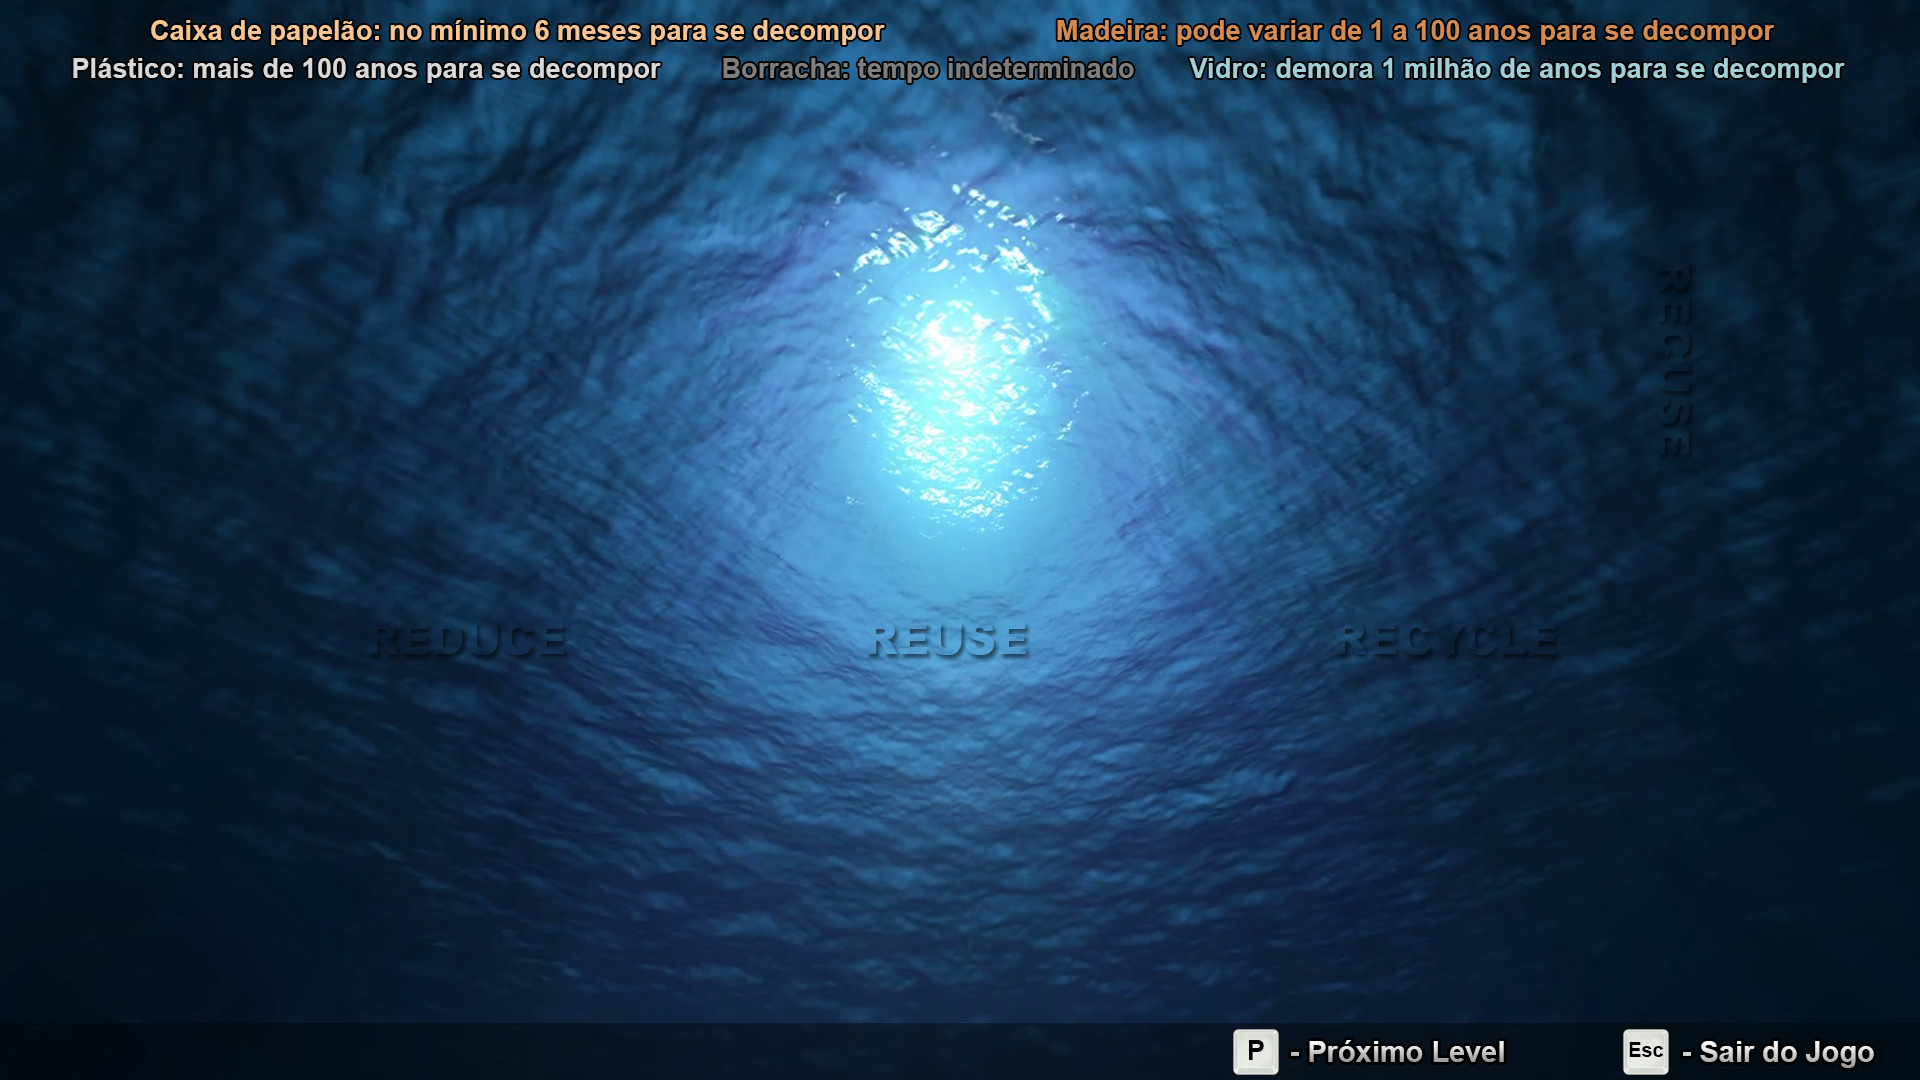 Caixa de papelão: no mínimo 6 meses para se decompor
Madeira: pode variar de 1 a 100 anos para se decompor
Plástico: mais de 100 anos para se decompor
Borracha: tempo indeterminado
Vidro: demora 1 milhão de anos para se decompor
RECUSE
REDUCE
REUSE
RECYCLE
P - Próximo Level
Esc - Sair do Jogo